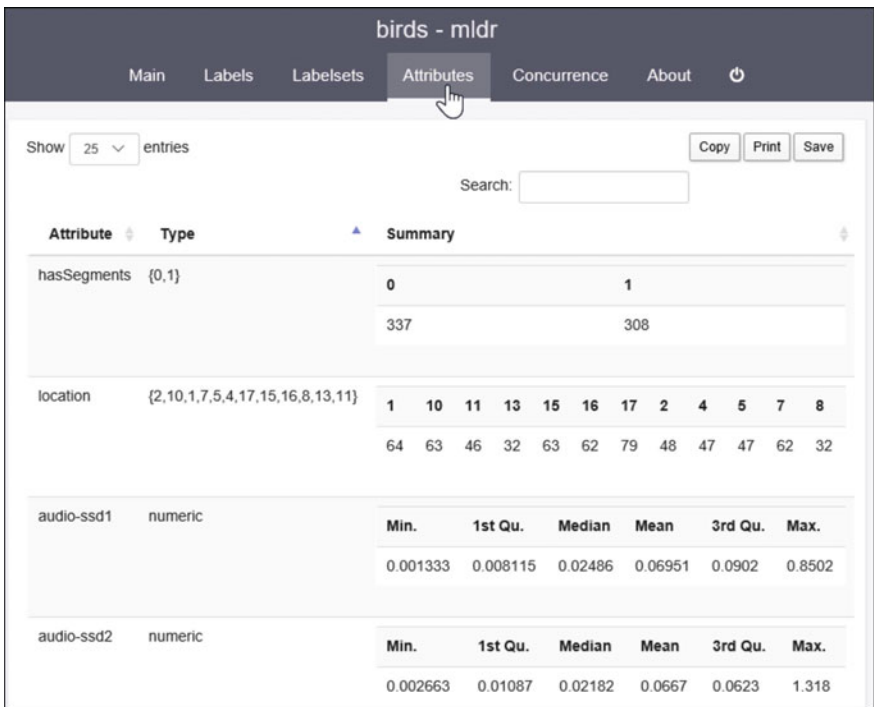 birds - mldr
Main Labels Labelsets Attributes Concurrence About
Show 25 entries Copy Print Save
Search:
Attribute Type Summary
hasSegments {0,1}
0 1
337 308
location {2,10,1,7,5,4,17,15,16,8,13,11}
1 10 11 13 15 16 17 2 4 5 7 8
64 63 46 32 63 62 79 48 47 47 62 32
audio-ssd1 numeric
Min. 1st Qu. Median Mean 3rd Qu. Max.
0.001333 0.008115 0.02486 0.06951 0.0902 0.8502
audio-ssd2 numeric
Min. 1st Qu. Median Mean 3rd Qu. Max.
0.002663 0.01087 0.02182 0.0667 0.0623 1.318